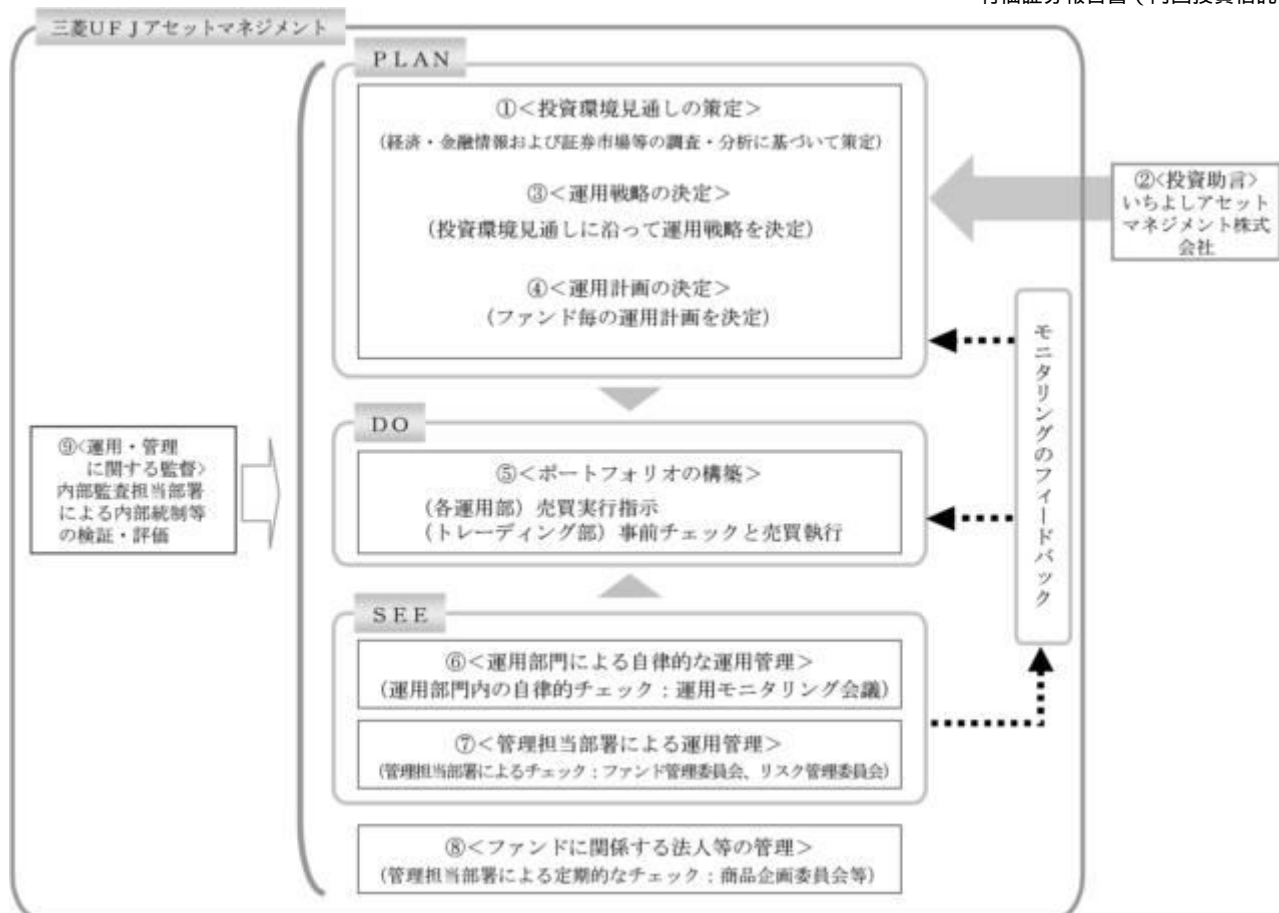 三菱UFJアセットマネジメント
PLAN
①<投資環境見通しの策定>
(経済・金融情報および証券市場等の調査・分析に基づいて策定)
③<運用戦略の決定>
(投資環境見通しに沿って運用戦略を決定)
④<運用計画の決定>
(ファンド毎の運用計画を決定)
②<投資助言>
いちよしアセット
マネジメント株式
会社
モニタリングのフィードバック
DO
⑤<ポートフォリオの構築>
(各運用部)売買実行指示
(トレーディング部)事前チェックと売買執行
⑨<運用・管理
に関する監督>
内部監査担当部署
による内部統制等
の検証・評価
SEE
⑥<運用部門による自律的な運用管理>
(運用部門内の自律的チェック:運用モニタリング会議)
⑦<管理担当部署による運用管理>
(管理担当部署によるチェック:ファンド管理委員会、リスク管理委員会)
⑧<ファンドに関係する法人等の管理>
(管理担当部署による定期的なチェック:商品企画委員会等)